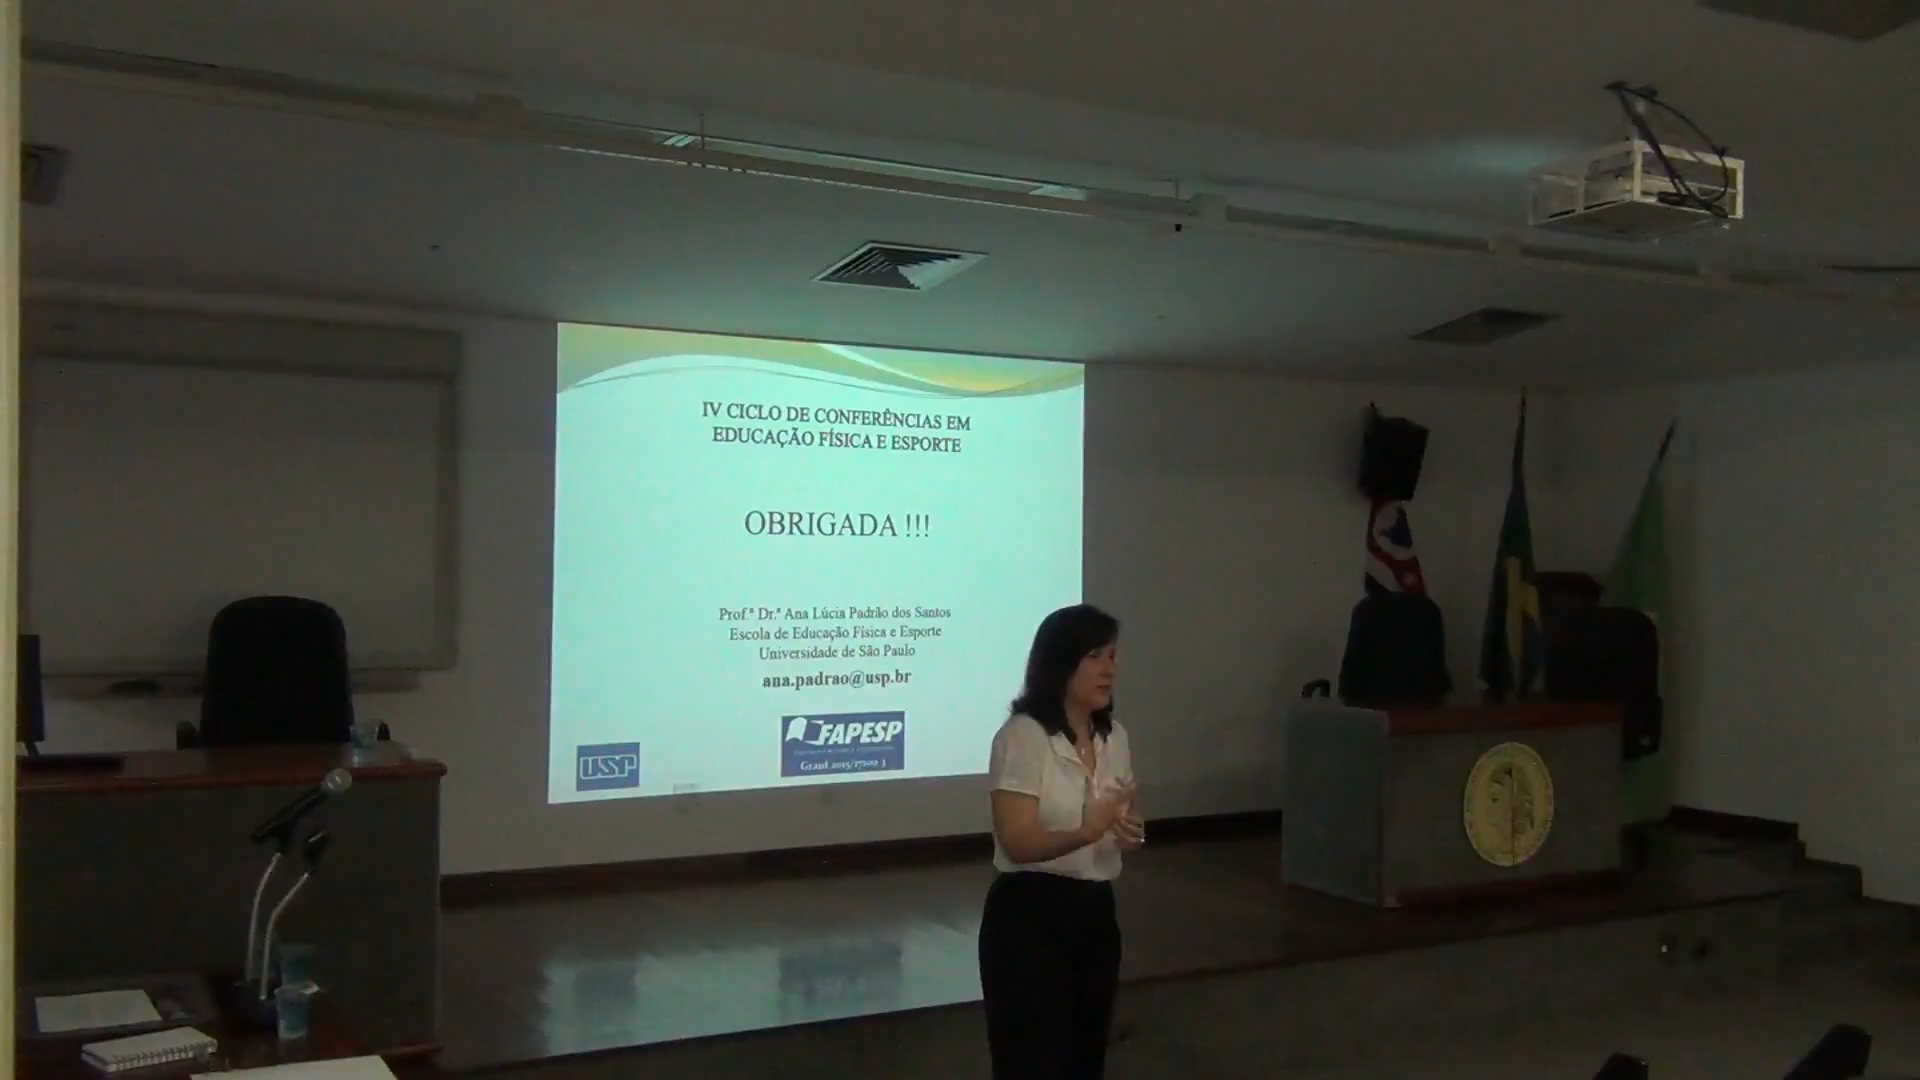 IV CICLO DE CONFERÊNCIAS EM
EDUCAÇÃO FÍSICA E ESPORTE
OBRIGADA !!!
Prof.ª Dr.ª Ana Lúcia Padrão dos Santos
Escola de Educação Física e Esporte
Universidade de São Paulo
ana.padrao@usp.br
FAPESP
USP